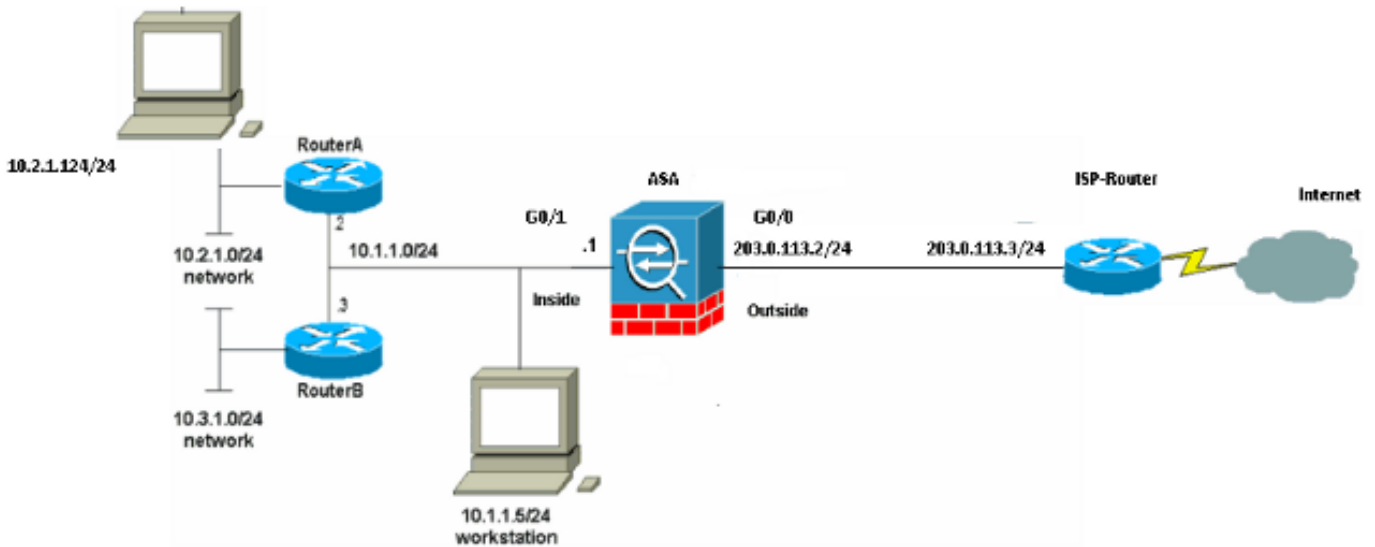 10.2.1.124/24
RouterA
2
10.2.1.0/24
network
3
RouterB
10.3.1.0/24
network
10.1.1.0/24
Inside
10.1.1.5/24
workstation
G0/1
.1
ASA
G0/0
203.0.113.2/24
Outside
203.0.113.3/24
ISP-Router
Internet